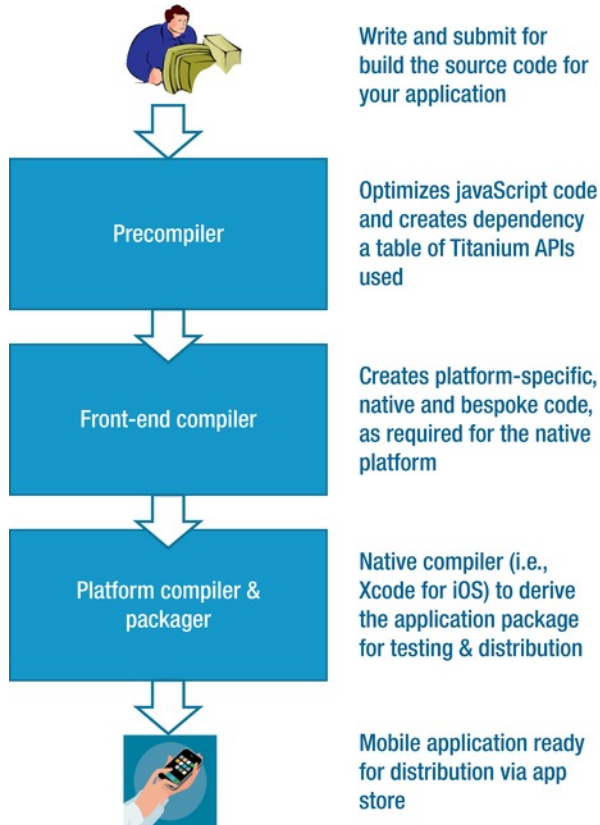 Write and submit for
build the source code for
your application
Precompiler
Optimizes javaScript code
and creates dependency
a table of Titanium APIs
used
Front-end compiler
Creates platform-specific,
native and bespoke code,
as required for the native
platform
Platform compiler &
packager
Native compiler (i.e.,
Xcode for iOS) to derive
the application package
for testing & distribution
Mobile application ready
for distribution via app
store